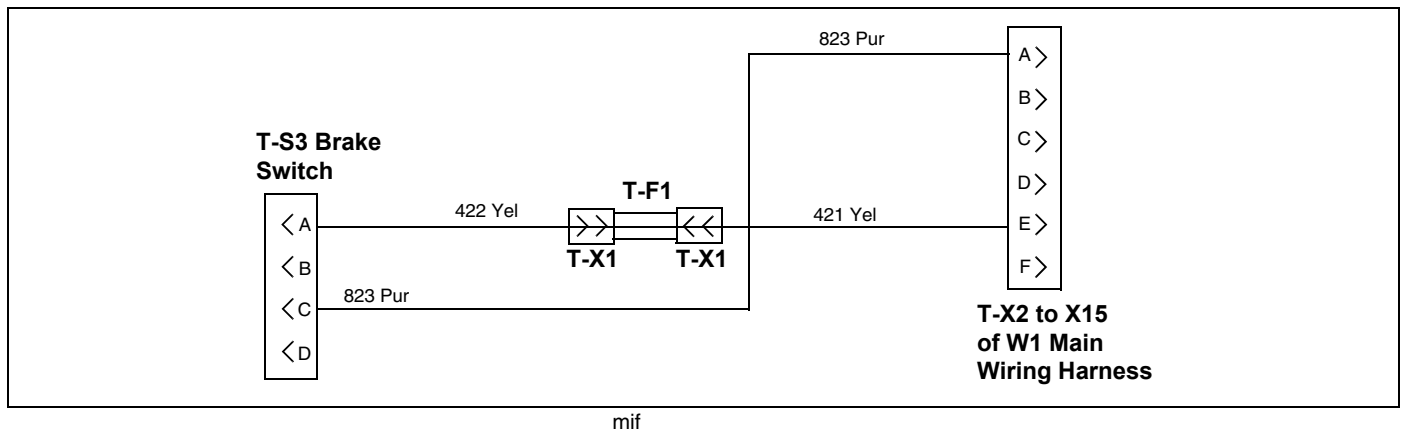 823 Pur
A
B
C
D
E
F
T-S3 Brake
Switch
A
B
C
D
422 Yel
T-F1
T-X1
T-X1
421 Yel
823 Pur
T-X2 to X15
of W1 Main
Wiring Harness
mif